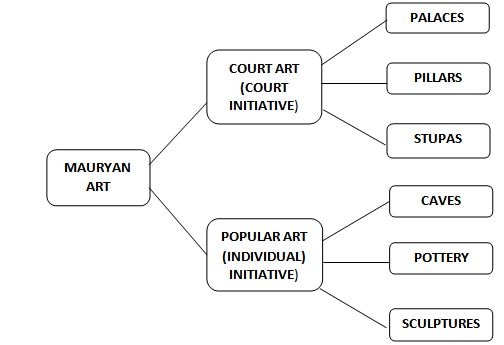 MAURYAN
ART
COURT ART
(COURT
INITIATIVE)
PALACES
PILLARS
STUPAS
POPULAR ART
(INDIVIDUAL)
INITIATIVE)
CAVES
POTTERY
SCULPTURES